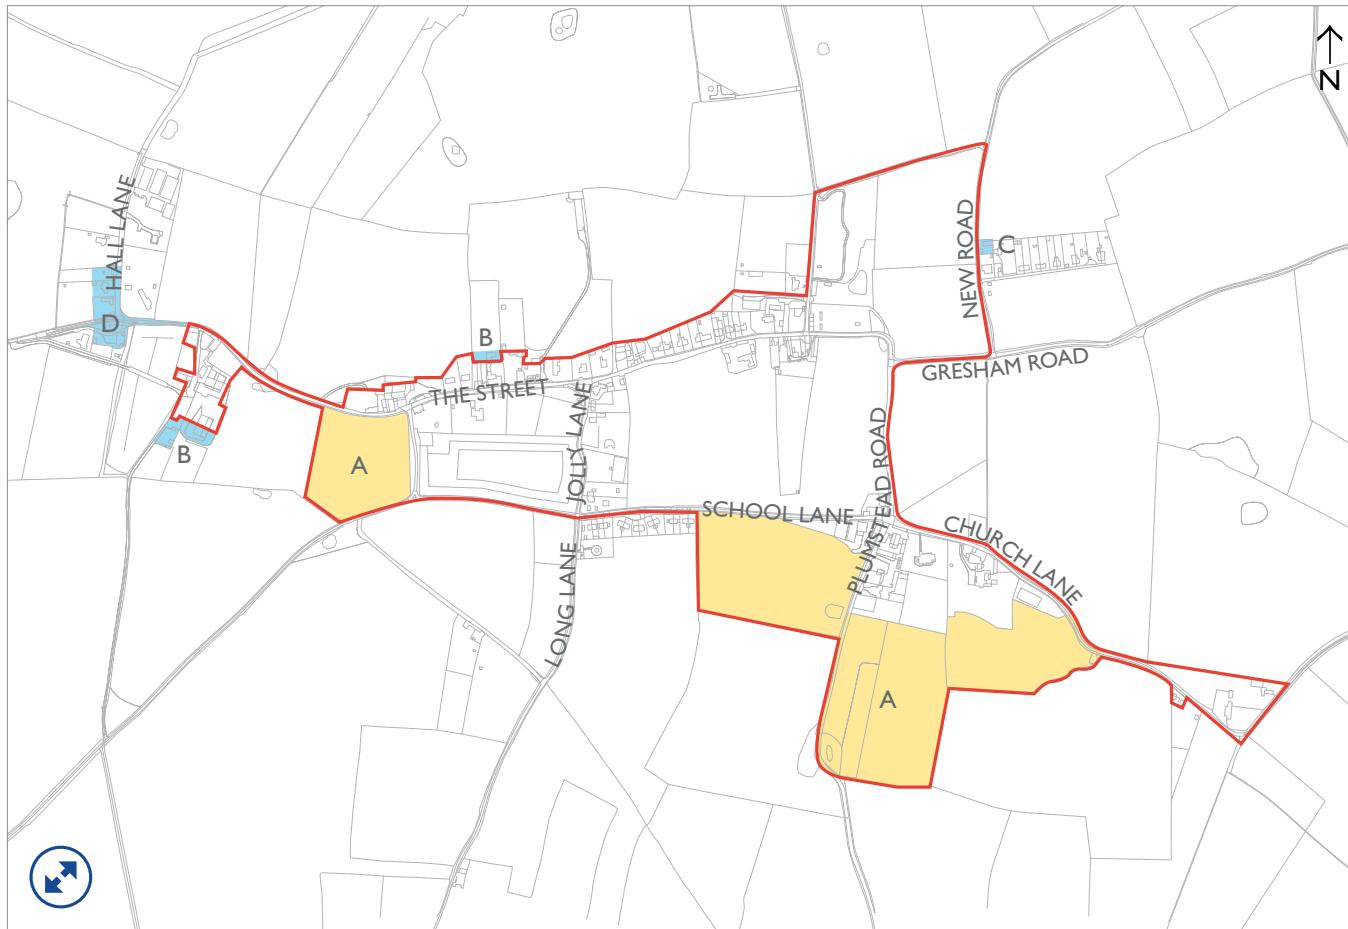 N
HALL LANE
NEW ROAD
C
D
B
GRESHAM ROAD
THE STREET
JOLLY LANE
B
A
PLUMSTEAD ROAD
SCHOOL LANE
CHURCH LANE
LONG LANE
A